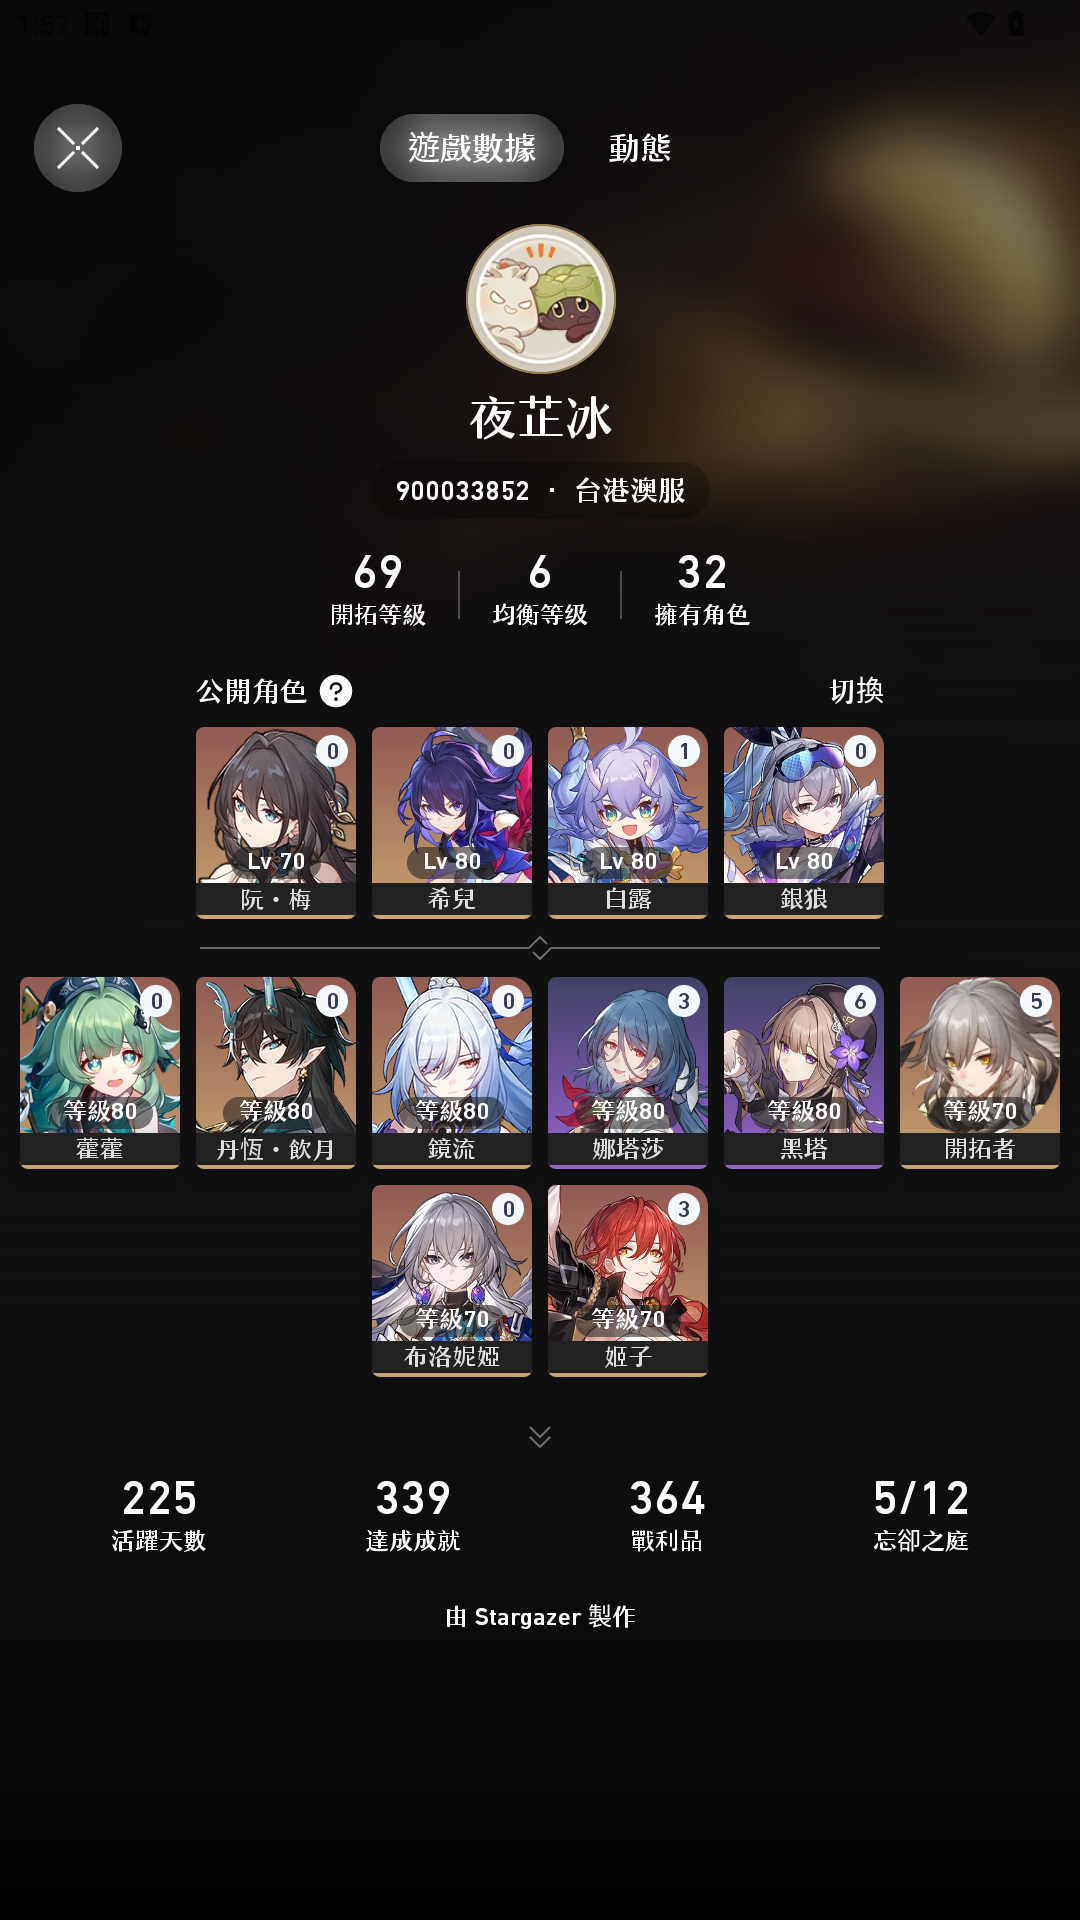 1:57
遊戲數據 動態
夜芷冰
900033852 · 台港澳服
69 6 32
開拓等級 均衡等级 擁有角色
公開角色 ? 切換
0 0 1 0
Lv 70 Lv 80 Lv 80 Lv 80
阮•梅 希兒 白露 銀狼
0 0 0 3 6 5
等級80 等級80 等級80 等級80 等級80 等級70
藿藿 丹恆•飲月 鏡流 娜塔莎 黑塔 開拓者
0 3
等級70 等級70
布洛妮婭 姬子
225 339 364 5/12
活躍天數 達成成就 戰利品 忘卻之庭
由 Stargazer 製作